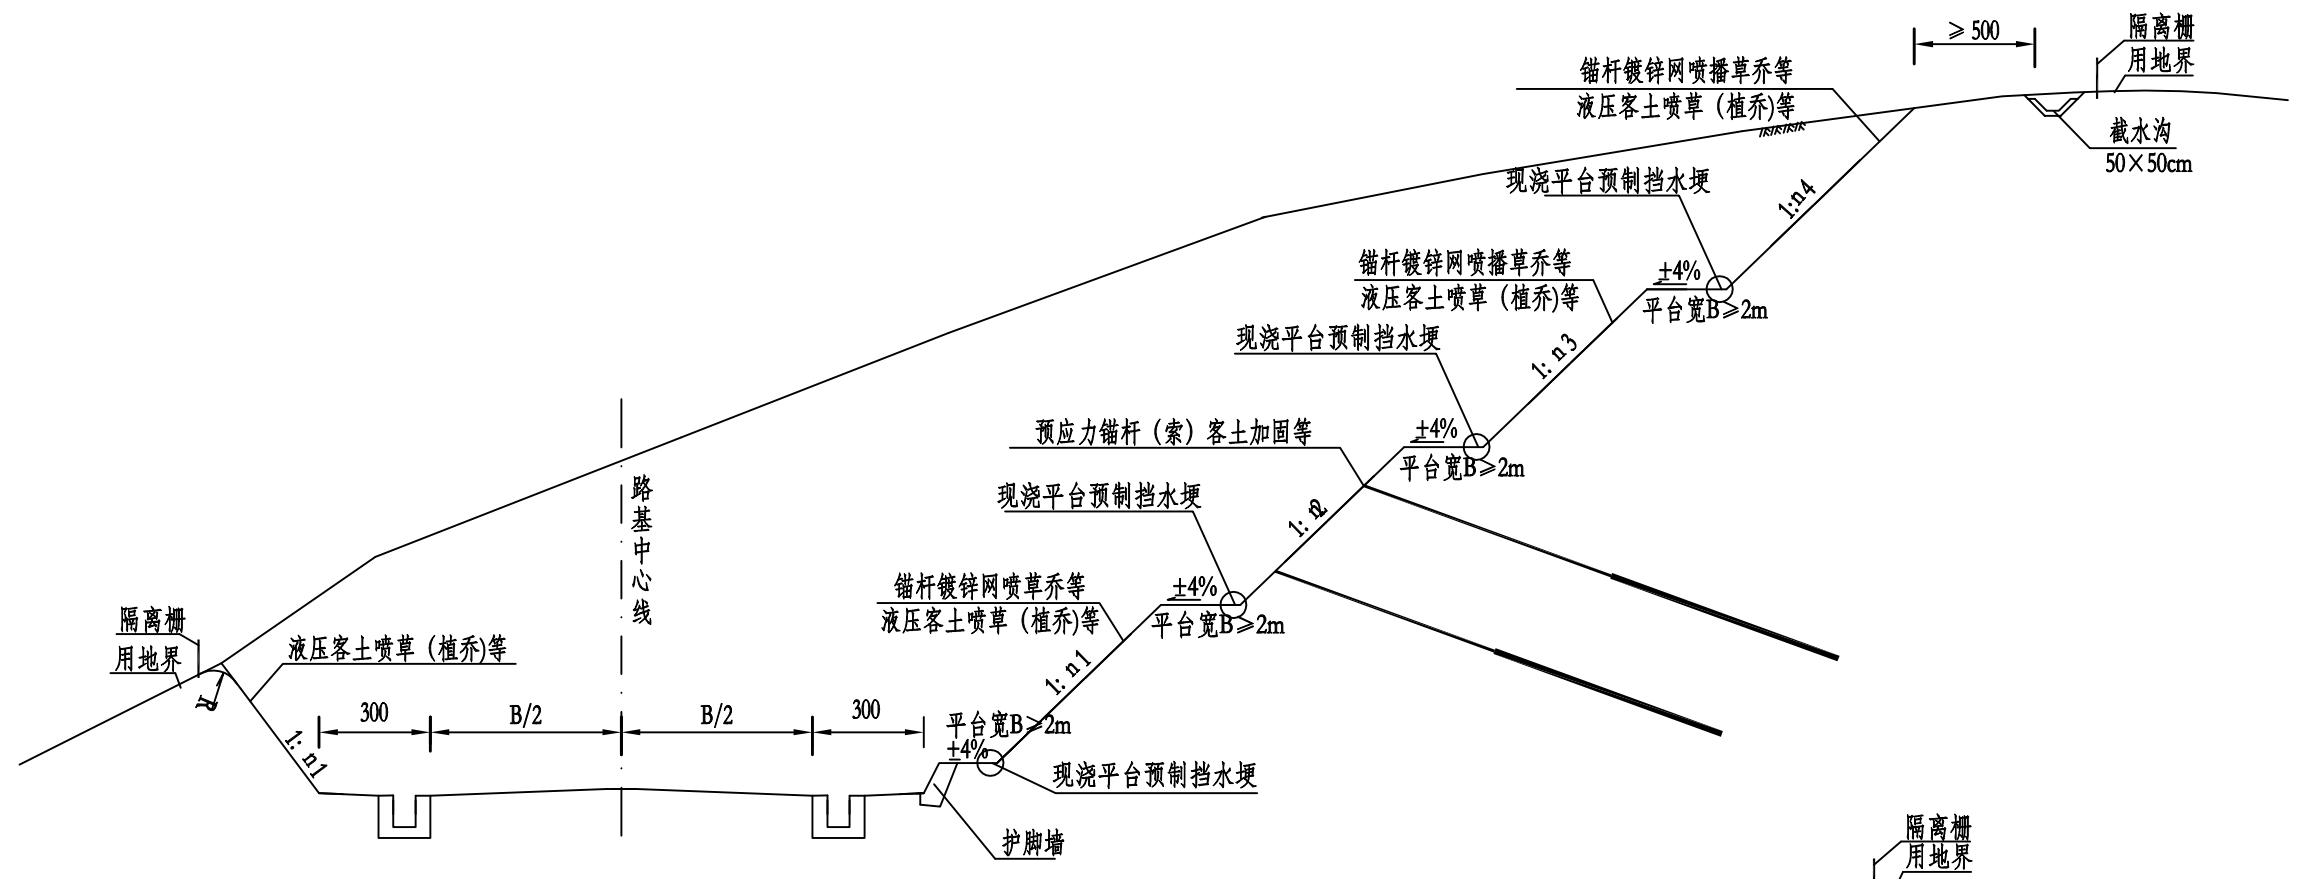 ≥ 500
隔离栅
用地界
锚杆镀锌网喷播草乔等
液压客土喷草（植乔)等
截水沟
50×50cm
现浇平台预制挡水埂
1:n4
锚杆镀锌网喷播草乔等
液压客土喷草（植乔)等
±4%
平台宽B≥2m
现浇平台预制挡水埂
1: n3
预应力锚杆（索）客土加固等
±4%
平台宽B≥2m
路基中心线
现浇平台预制挡水埂
1: n2
锚杆镀锌网喷草乔等
液压客土喷草（植乔)等
±4%
平台宽B≥2m
隔离栅
用地界
液压客土喷草（植乔)等
R
1: n1
1: n1
300
B/2
B/2
300
平台宽B≥2m
±4%
现浇平台预制挡水埂
护脚墙
隔离栅
用地界